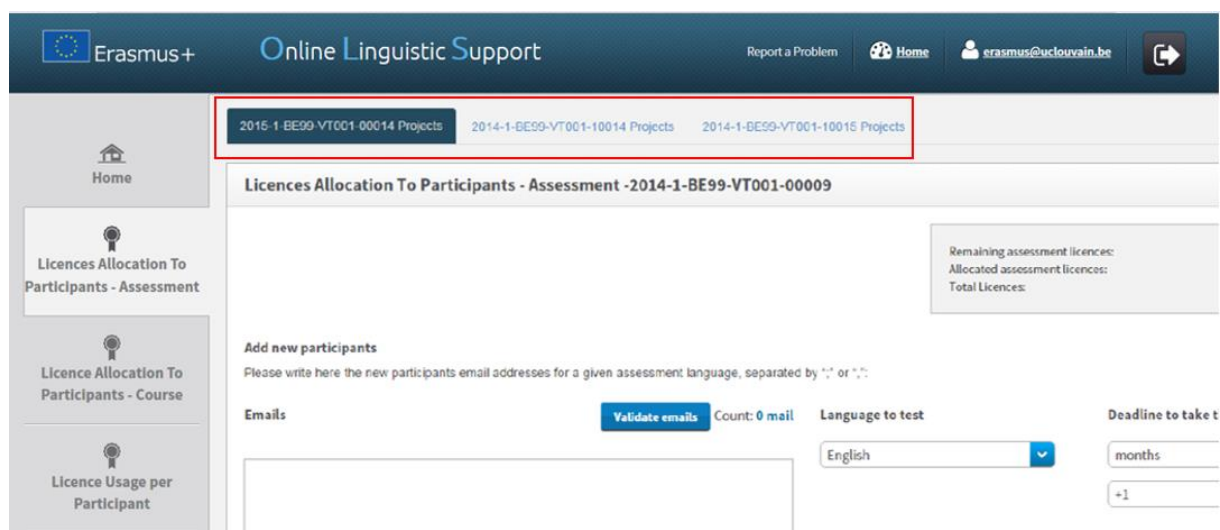 Erasmus+
Online Linguistic Support
Report a Problem
Home
erasmus@uclouvain.be
2015-1-BE99-VT001-00014 Projects
2014-1-BE99-VT001-10014 Projects
2014-1-BE99-VT001-10015 Projects
Home
Licences Allocation To Participants - Assessment -2014-1-BE99-VT001-00009
Licences Allocation To
Participants - Assessment
Remaining assessment licences:
Allocated assessment licences:
Total Licences:
Licence Allocation To
Participants - Course
Licence Usage per
Participant
Add new participants
Please write here the new participants email addresses for a given assessment language, separated by ";" or ",":
Emails
Validate emails
Count: 0 mail
Language to test
Deadline to take t
English
months
+1